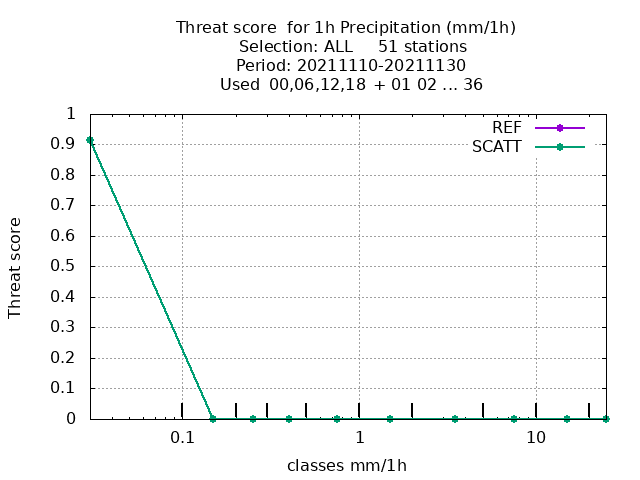 Threat score  for 1h Precipitation (mm/1h)
Selection: ALL     51 stations
Period: 20211110-20211130
Used  00,06,12,18  + 01 02 ... 36
REF
SCATT
1
0.9
0.8
0.7
0.6
0.5
0.4
0.3
0.2
0.1
0
Threat score
0.1
1
10
classes mm/1h